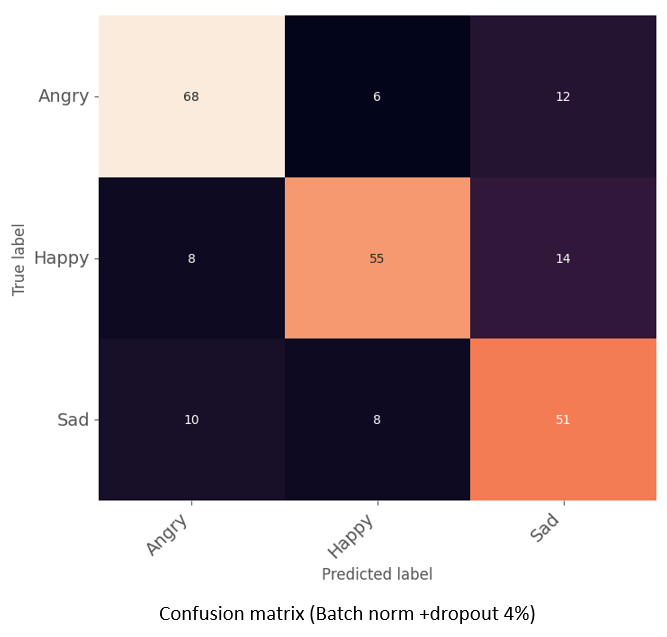 Angry 68 6 12
Happy 8 55 14
Sad 10 8 51
True label
Angry Happy Sad
Predicted label
Confusion matrix (Batch norm +dropout 4%)